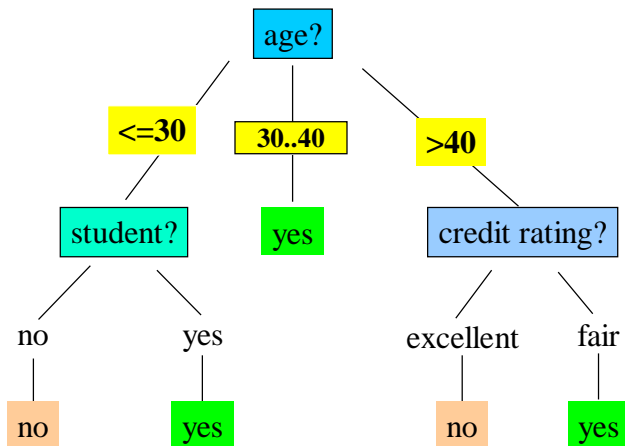 age?
<=30
30..40
>40
student?
yes
credit rating?
no
yes
excellent
fair
no
yes
no
yes